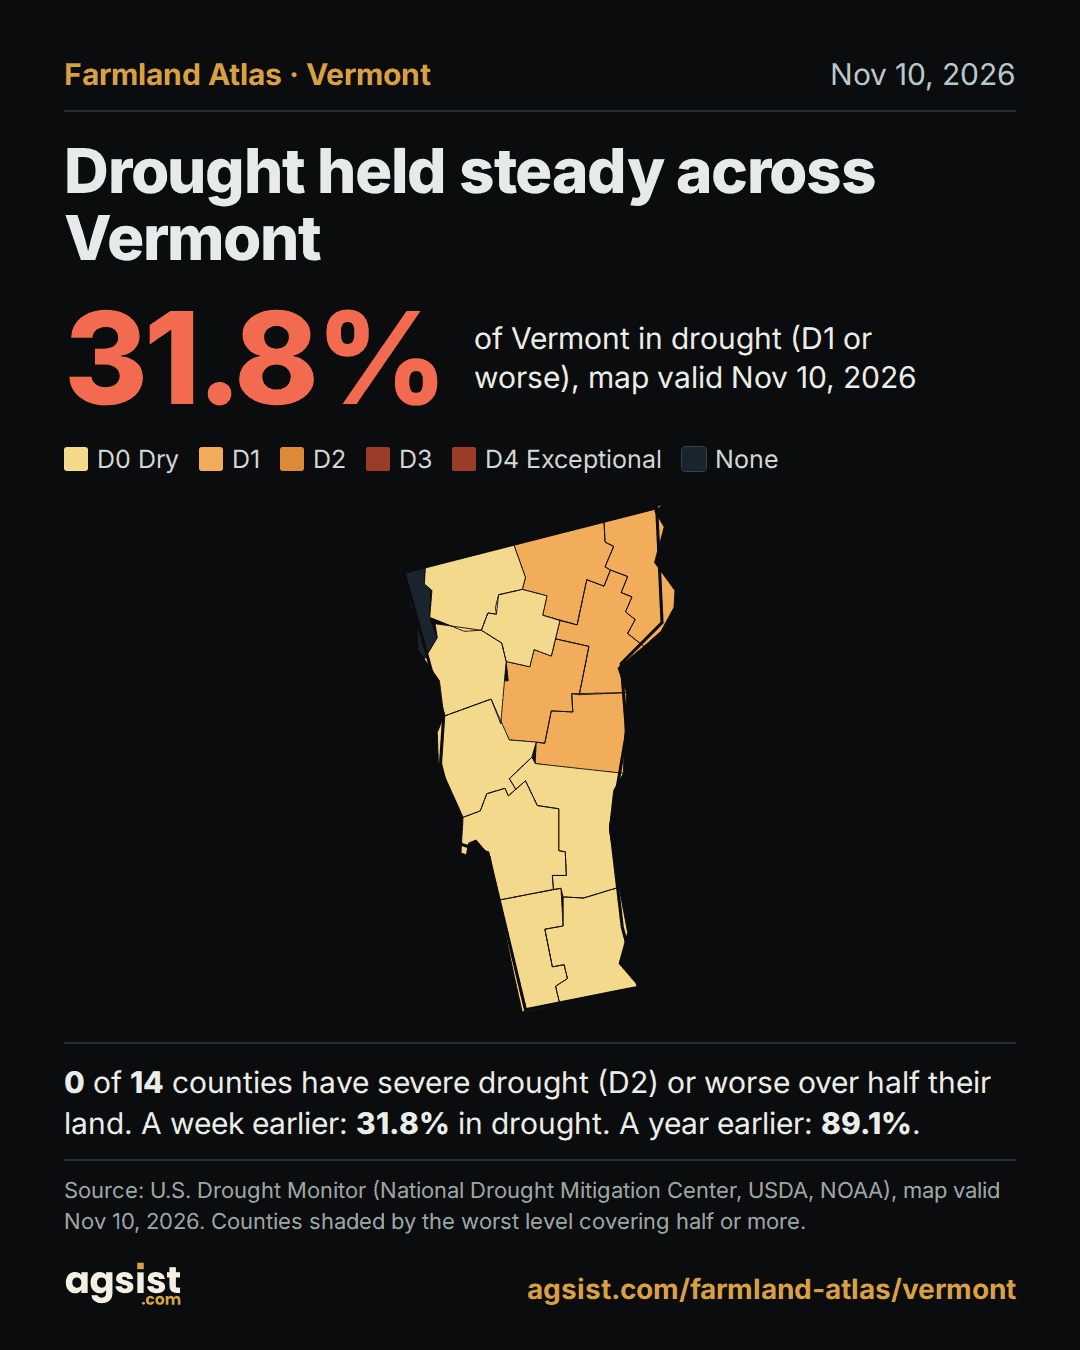 Farmland Atlas · Vermont
Nov 10, 2026
Drought held steady across
Vermont
31.8%
of Vermont in drought (D1 or
worse), map valid Nov 10, 2026
D0 Dry D1 D2 D3 D4 Exceptional None
0 of 14 counties have severe drought (D2) or worse over half their
land. A week earlier: 31.8% in drought. A year earlier: 89.1%.
Source: U.S. Drought Monitor (National Drought Mitigation Center, USDA, NOAA), map valid
Nov 10, 2026. Counties shaded by the worst level covering half or more.
agsist
.com
agsist.com/farmland-atlas/vermont